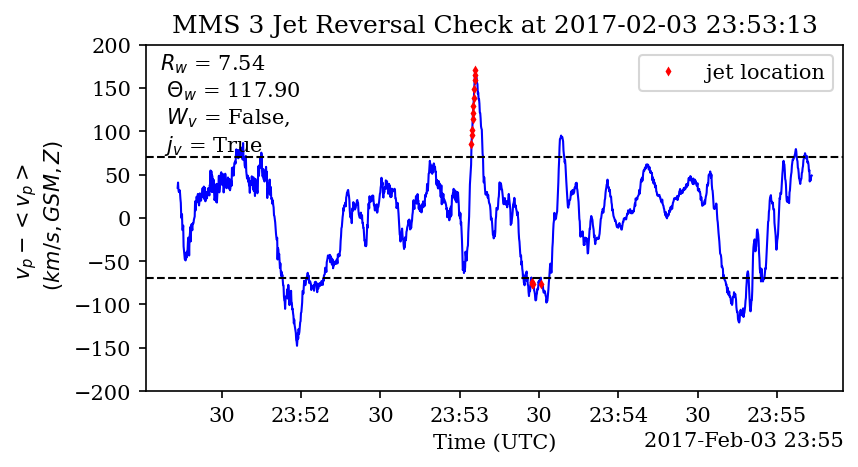 MMS 3 Jet Reversal Check at 2017-02-03 23:53:13
R_w = 7.54
Θ_w = 117.90
W_v = False,
j_v = True
jet location
v_p − < v_p >
(km/s, GSM, Z)
200
150
100
50
0
−50
−100
−150
−200
30 23:52 30 23:53 30 23:54 30 23:55
Time (UTC)
2017-Feb-03 23:55